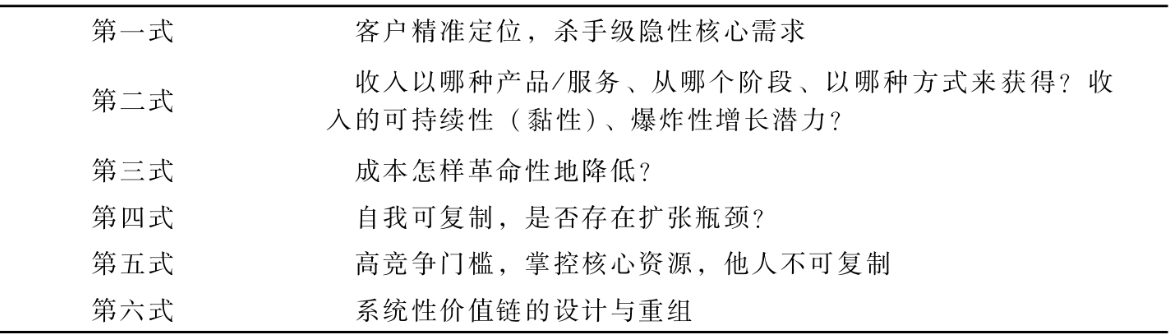 第一式 客户精准定位，杀手级隐性核心需求
第二式 收入以哪种产品/服务、从哪个阶段、以哪种方式来获得？收
入的可持续性（黏性）、爆炸性增长潜力？
第三式 成本怎样革命性地降低？
第四式 自我可复制，是否存在扩张瓶颈？
第五式 高竞争门槛，掌控核心资源，他人不可复制
第六式 系统性价值链的设计与重组